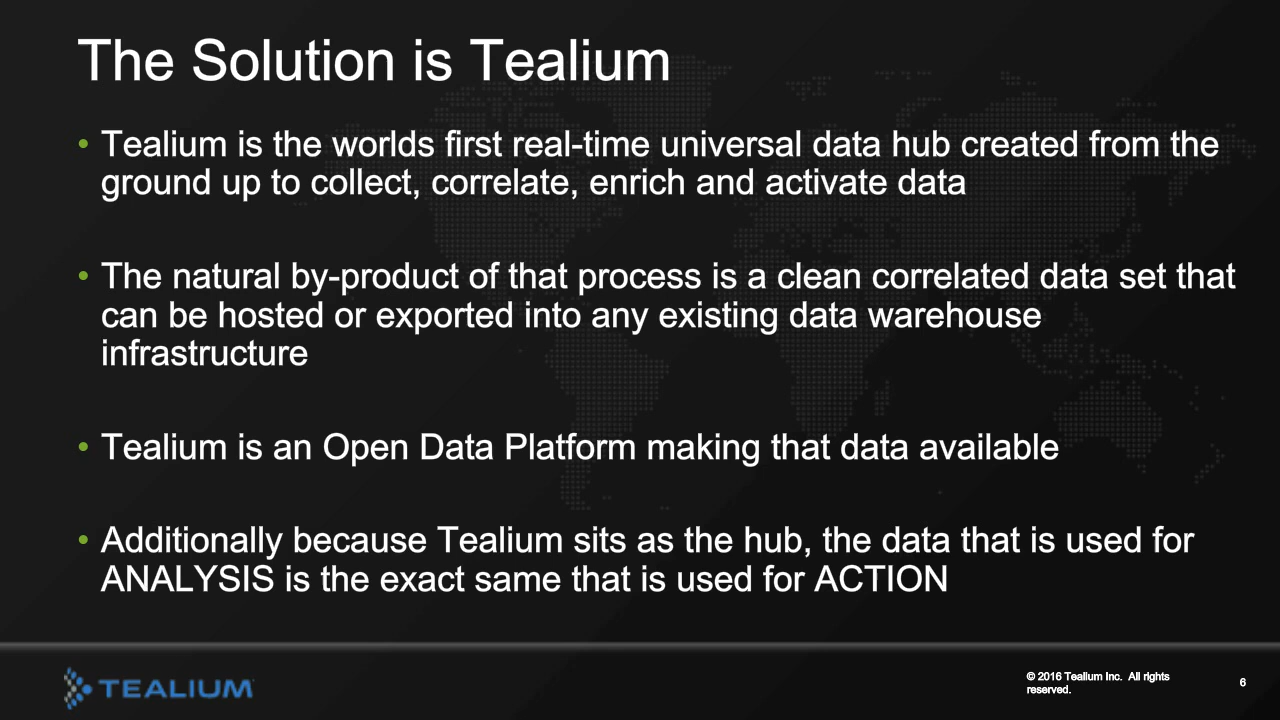 The Solution is Tealium
• Tealium is the worlds first real-time universal data hub created from the
ground up to collect, correlate, enrich and activate data
• The natural by-product of that process is a clean correlated data set that
can be hosted or exported into any existing data warehouse
infrastructure
• Tealium is an Open Data Platform making that data available
• Additionally because Tealium sits as the hub, the data that is used for
ANALYSIS is the exact same that is used for ACTION
TEALIUM
© 2016 Tealium Inc. All rights
reserved.
6